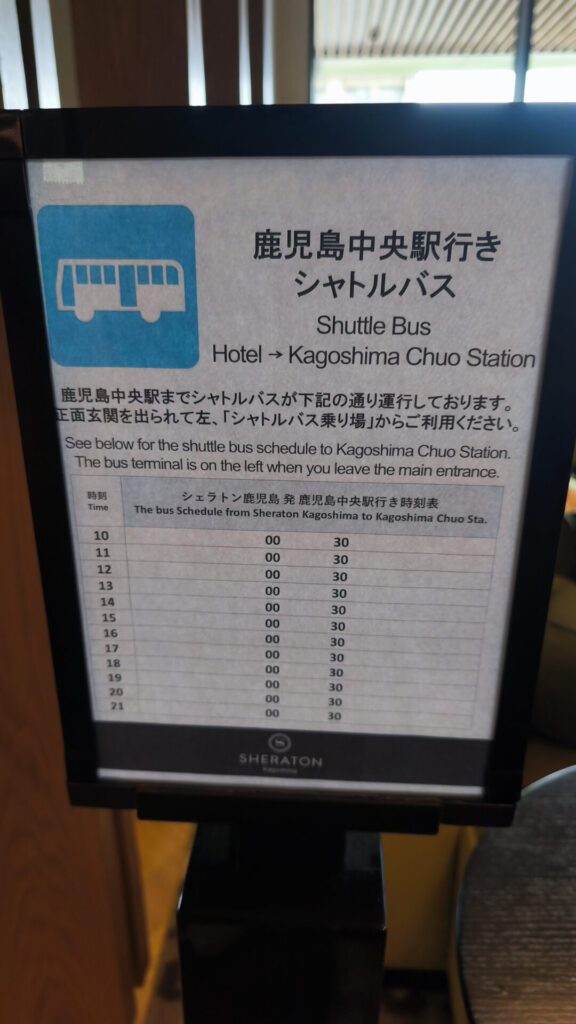 鹿児島中央駅行き
シャトルバス
Shuttle Bus
Hotel → Kagoshima Chuo Station
鹿児島中央駅までシャトルバスが下記の通り運行しております。
正面玄関を出られて左、「シャトルバス乗り場」からご利用ください。
See below for the shuttle bus schedule to Kagoshima Chuo Station.
The bus terminal is on the left when you leave the main entrance.
時刻 シェラトン鹿児島 発 鹿児島中央駅行き時刻表
Time The bus Schedule from Sheraton Kagoshima to Kagoshima Chuo Sta.
10 00 30
11 00 30
12 00 30
13 00 30
14 00 30
15 00 30
16 00 30
17 00 30
18 00 30
19 00 30
20 00 30
21 00 30
SHERATON
Kagoshima